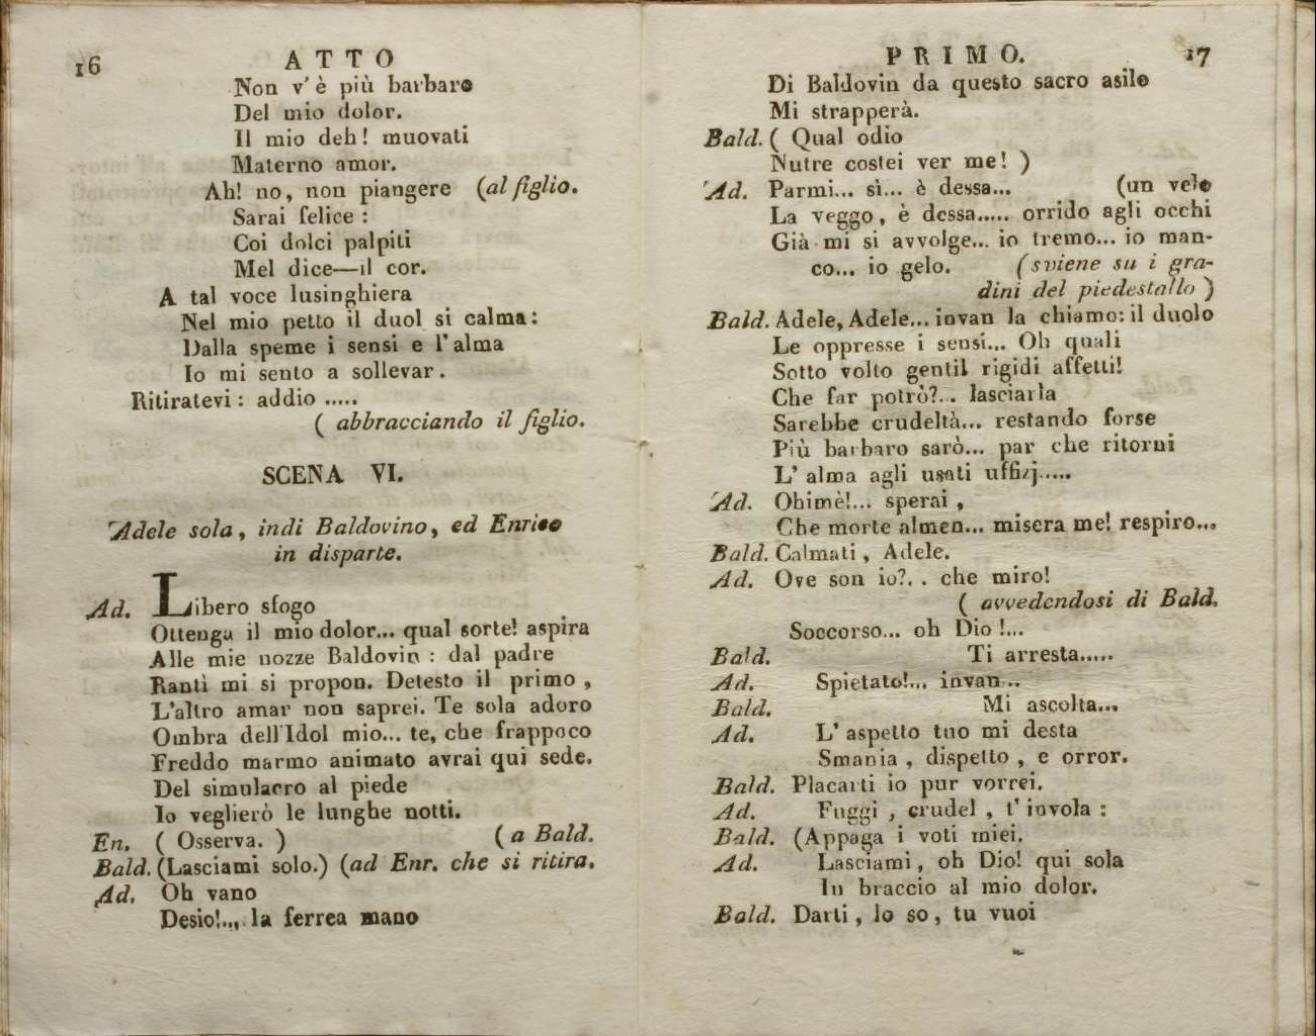 16 ATTO
Non v'è più barbaro
Del mio dolor.
Il mio deh! muovati
Materno amor.
Ah! no, non piangere (al figlio.
Sarai felice :
Coi dolci palpiti
Mel dice—il cor.
A tal voce lusinghiera
Nel mio petto il duol si calma:
Dalla speme i sensi e l'alma
Io mi sento a sollevar.
Ritiratevi : addio .....
( abbracciando il figlio.
SCENA VI.
Adele sola, indi Baldovino, ed Enrico
in disparte.
Ad. Libero sfogo
Ottenga il mio dolor... qual sorte! aspira
Alle mie nozze Baldovin : dal padre
Rantì mi si propon. Detesto il primo ,
L'altro amar non saprei. Te sola adoro
Ombra dell'Idol mio... te, che frappoco
Freddo marmo animato avrai qui sede.
Del simulacro al piede
Io veglierò le lunghe notti.
En. ( Osserva. ) ( a Bald.
Bald. (Lasciami solo.) (ad Enr. che si ritira.
Ad. Oh vano
Desio!... la ferrea mano
PRIMO. 17
Di Baldovin da questo sacro asilo
Mi strapperà.
Bald. ( Qual odio
Nutre costei ver me! )
Ad. Parmi... sì... è dessa... (un velo
La veggo, è dessa..... orrido agli occhi
Già mi si avvolge... io tremo... io man-
co... io gelo. (sviene su i gra-
dini del piedestallo )
Bald. Adele, Adele... invan la chiamo: il duolo
Le oppresse i sensi... Oh quali
Sotto volto gentil rigidi affetti!
Che far potrò?.. lasciarla
Sarebbe crudeltà... restando forse
Più barbaro sarò... par che ritorni
L' alma agli usati uffizj.....
Ad. Ohimè!... sperai ,
Che morte almen... misera me! respiro...
Bald. Calmati , Adele.
Ad. Ove son io?.. che miro!
( avvedendosi di Bald.
Soccorso... oh Dio !...
Bald. Ti arresta.....
Ad. Spietato!... invan ..
Bald. Mi ascolta...
Ad. L' aspetto tuo mi desta
Smania , dispetto , e orror.
Bald. Placarti io pur vorrei.
Ad. Fuggi , crudel , t' invola :
Bald. (Appaga i voti miei.
Ad. Lasciami , oh Dio! qui sola
In braccio al mio dolor.
Bald. Darti , lo so , tu vuoi